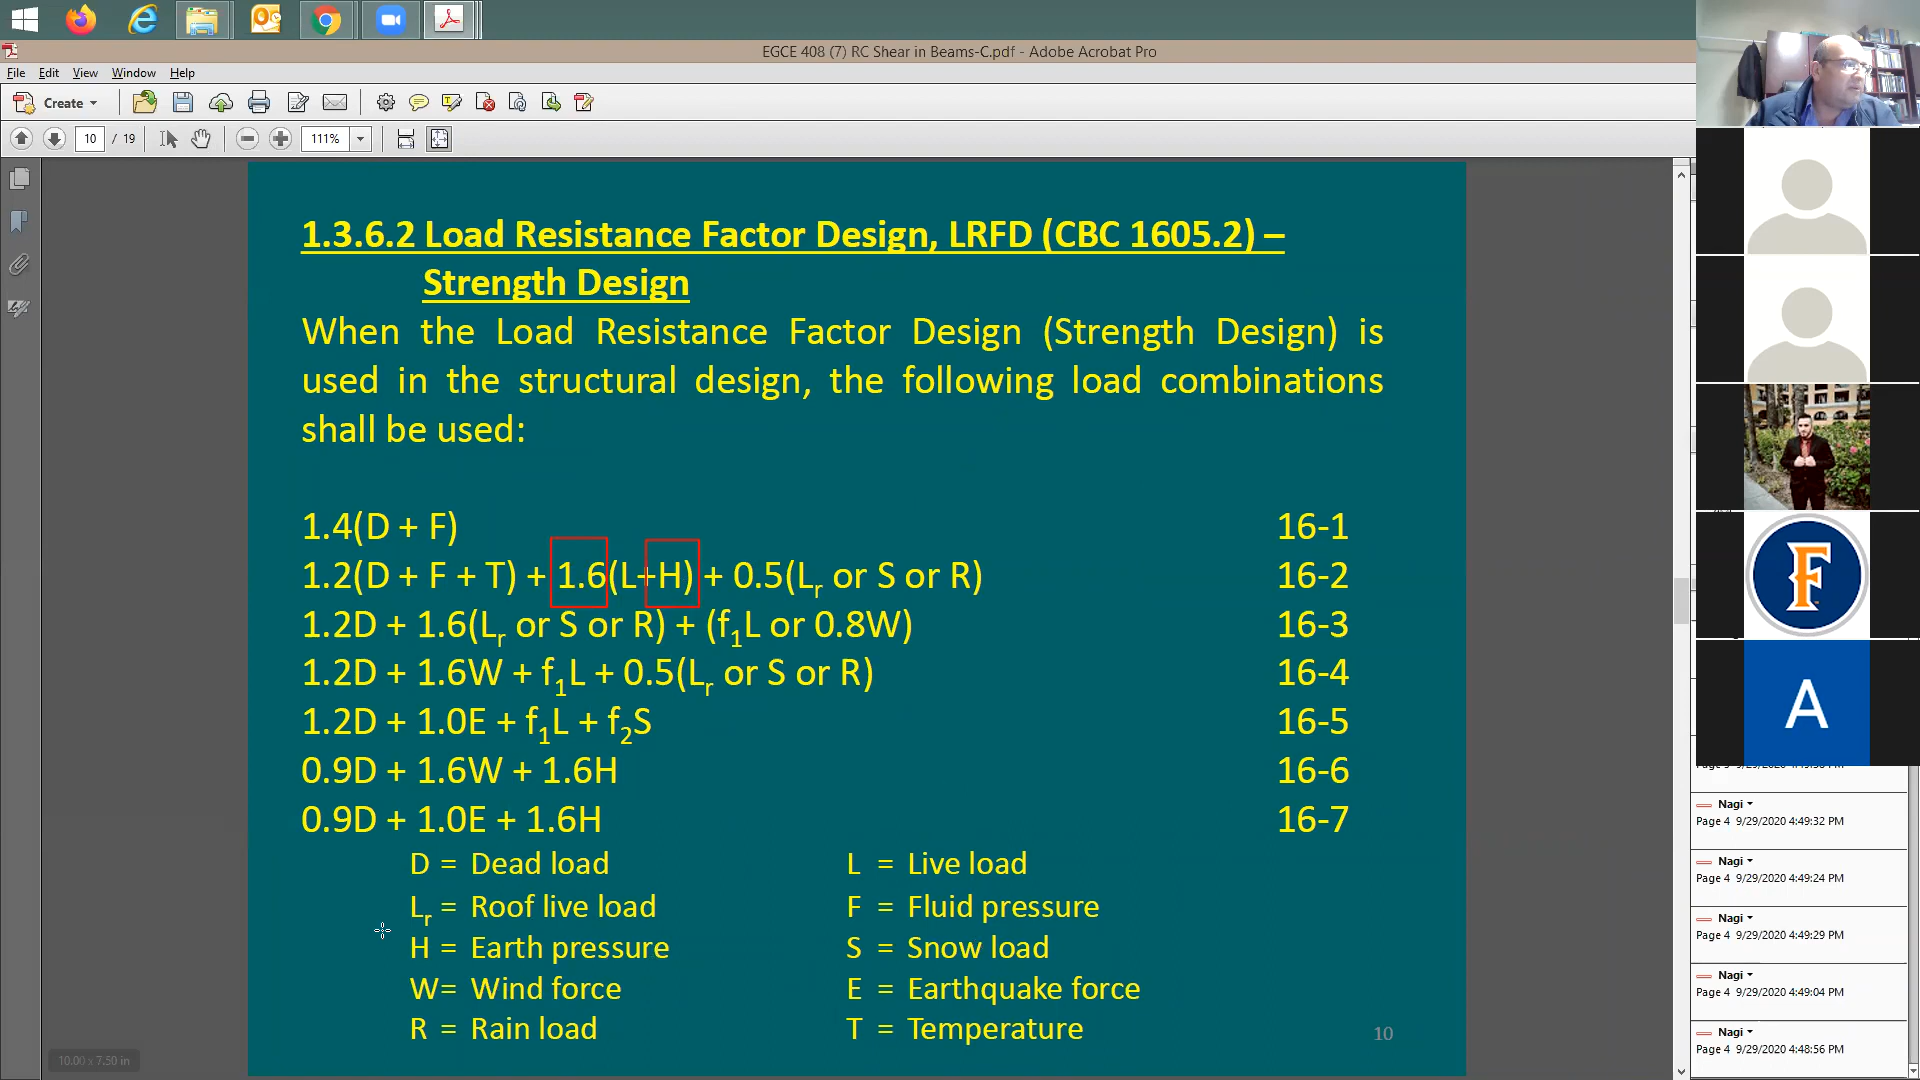 EGCE 408 (7) RC Shear in Beams-C.pdf - Adobe Acrobat Pro
File Edit View Window Help
Create
10 / 19 111%
1.3.6.2 Load Resistance Factor Design, LRFD (CBC 1605.2) –
Strength Design
When the Load Resistance Factor Design (Strength Design) is
used in the structural design, the following load combinations
shall be used:
1.4(D + F) 16-1
1.2(D + F + T) + 1.6(L+H) + 0.5(Lr or S or R) 16-2
1.2D + 1.6(Lr or S or R) + (f1L or 0.8W) 16-3
1.2D + 1.6W + f1L + 0.5(Lr or S or R) 16-4
1.2D + 1.0E + f1L + f2S 16-5
0.9D + 1.6W + 1.6H 16-6
0.9D + 1.0E + 1.6H 16-7
D = Dead load L = Live load
Lr = Roof live load F = Fluid pressure
H = Earth pressure S = Snow load
W= Wind force E = Earthquake force
R = Rain load T = Temperature
10
10.00 x 7.50 in
F
A
Nagi
Page 4 9/29/2020 4:49:32 PM
Nagi
Page 4 9/29/2020 4:49:24 PM
Nagi
Page 4 9/29/2020 4:49:29 PM
Nagi
Page 4 9/29/2020 4:49:04 PM
Nagi
Page 4 9/29/2020 4:48:56 PM